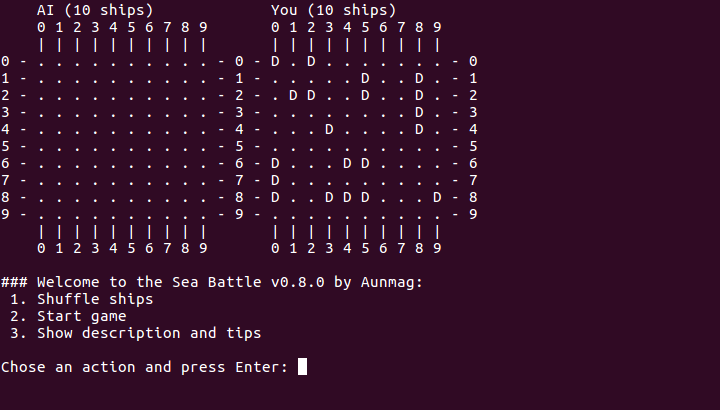 AI (10 ships)             You (10 ships)
    0 1 2 3 4 5 6 7 8 9       0 1 2 3 4 5 6 7 8 9
    | | | | | | | | | |       | | | | | | | | | |
0 - . . . . . . . . . . - 0 - D . D . . . . . . . - 0
1 - . . . . . . . . . . - 1 - . . . . . D . . D . - 1
2 - . . . . . . . . . . - 2 - . D D . . D . . D . - 2
3 - . . . . . . . . . . - 3 - . . . . . . . . D . - 3
4 - . . . . . . . . . . - 4 - . . . D . . . . D . - 4
5 - . . . . . . . . . . - 5 - . . . . . . . . . . - 5
6 - . . . . . . . . . . - 6 - D . . . D D . . . . - 6
7 - . . . . . . . . . . - 7 - D . . . . . . . . . - 7
8 - . . . . . . . . . . - 8 - D . . D D D . . . D - 8
9 - . . . . . . . . . . - 9 - . . . . . . . . . . - 9
    | | | | | | | | | |       | | | | | | | | | |
    0 1 2 3 4 5 6 7 8 9       0 1 2 3 4 5 6 7 8 9
### Welcome to the Sea Battle v0.8.0 by Aunmag:
 1. Shuffle ships
 2. Start game
 3. Show description and tips
Chose an action and press Enter: